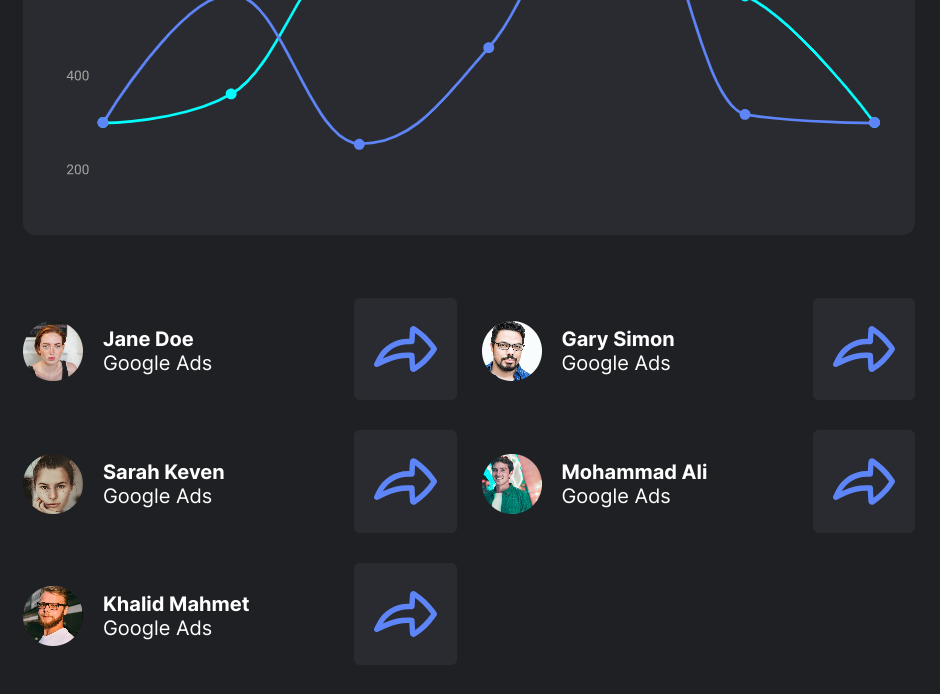 400
200
Jane Doe
Google Ads
Gary Simon
Google Ads
Sarah Keven
Google Ads
Mohammad Ali
Google Ads
Khalid Mahmet
Google Ads